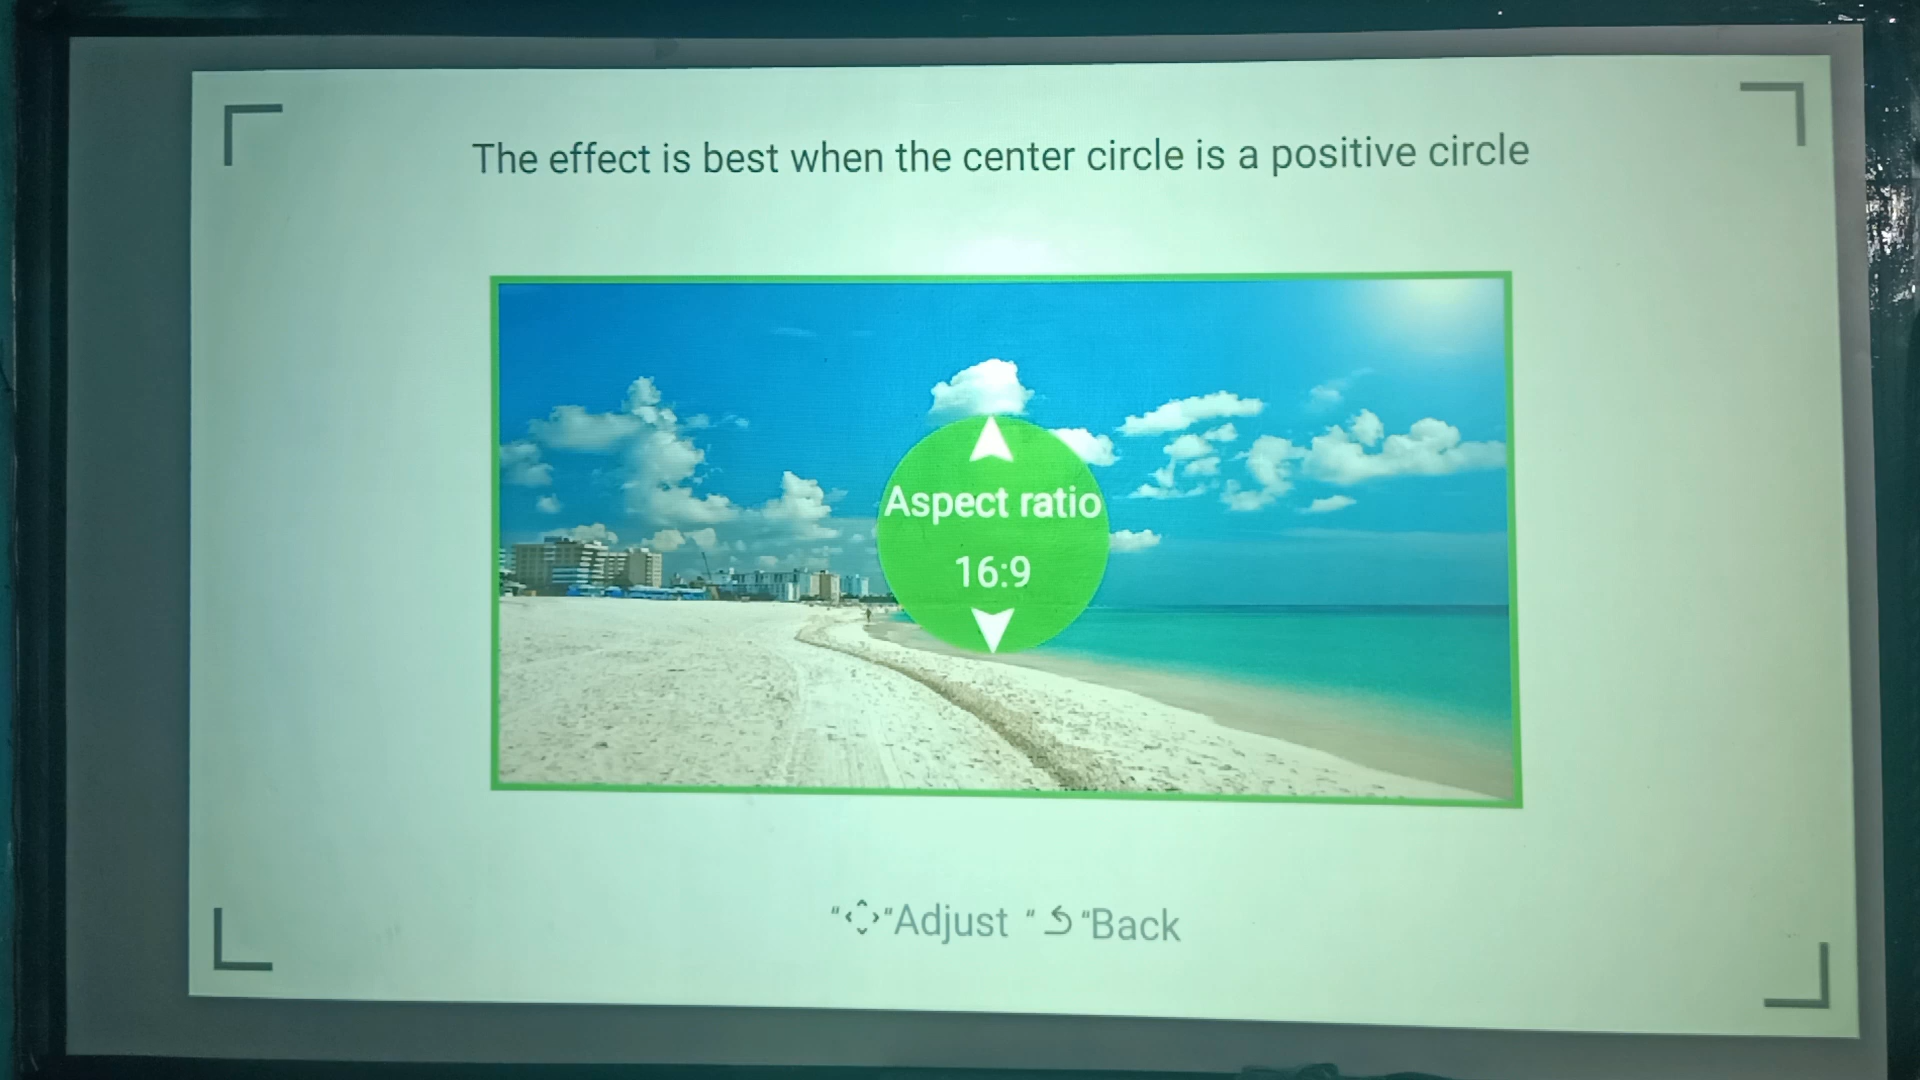 The effect is best when the center circle is a positive circle
Aspect ratio
16:9
""Adjust ""Back